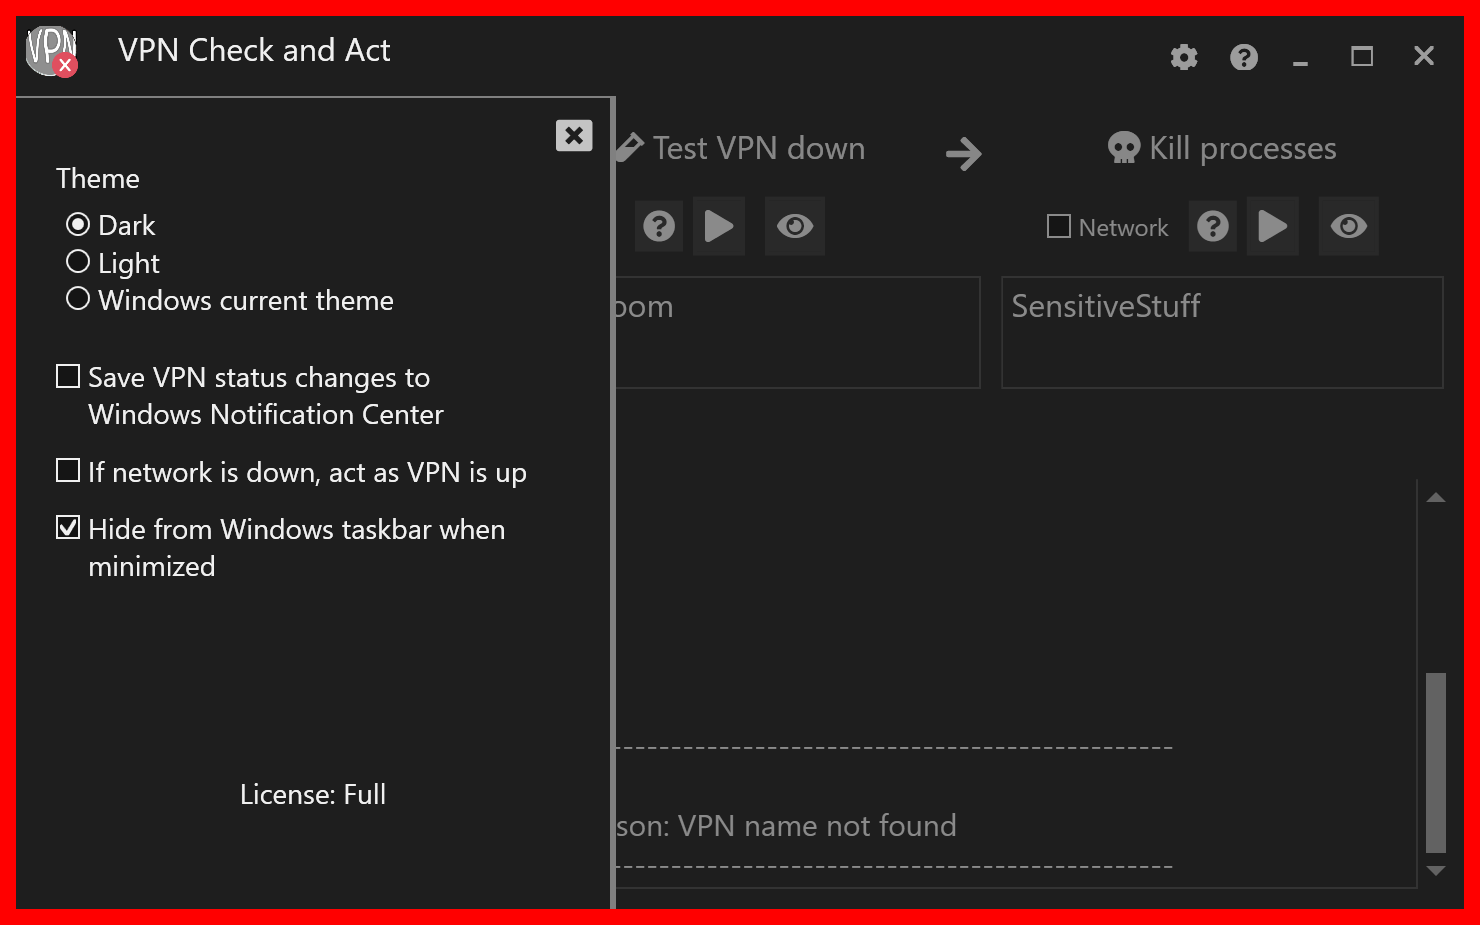 VPN
VPN Check and Act
Theme
Dark
Light
Windows current theme
Save VPN status changes to
Windows Notification Center
If network is down, act as VPN is up
Hide from Windows taskbar when
minimized
License: Full
Test VPN down
Kill processes
Network
oom
SensitiveStuff
--------------------------------------------------
son: VPN name not found
--------------------------------------------------